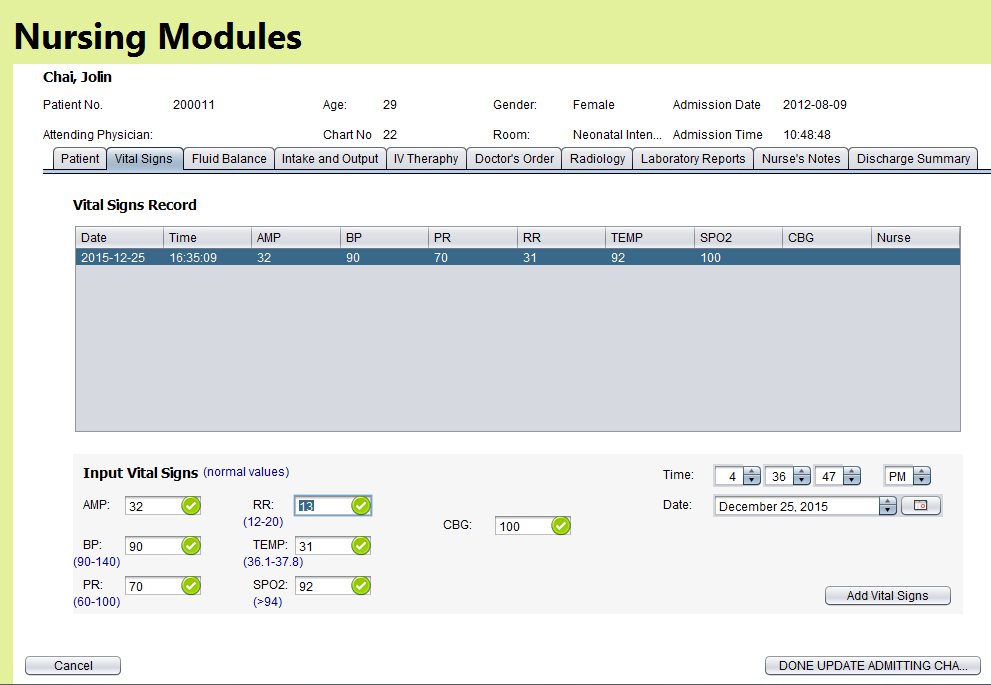 Nursing Modules
Chai, Jolin
Patient No. 200011 Age: 29 Gender: Female Admission Date 2012-08-09
Attending Physician: Chart No 22 Room: Neonatal Inten... Admission Time 10:48:48
Patient Vital Signs Fluid Balance Intake and Output IV Theraphy Doctor's Order Radiology Laboratory Reports Nurse's Notes Discharge Summary
Vital Signs Record
Date Time AMP BP PR RR TEMP SPO2 CBG Nurse
2015-12-25 16:35:09 32 90 70 31 92 100
Input Vital Signs (normal values) Time: 4 36 47 PM
AMP: 32 RR: 13 Date: December 25, 2015
(12-20)
CBG: 100
BP: 90 TEMP: 31
(90-140) (36.1-37.8)
PR: 70 SPO2: 92
Add Vital Signs
(60-100) (>94)
Cancel DONE UPDATE ADMITTING CHA...